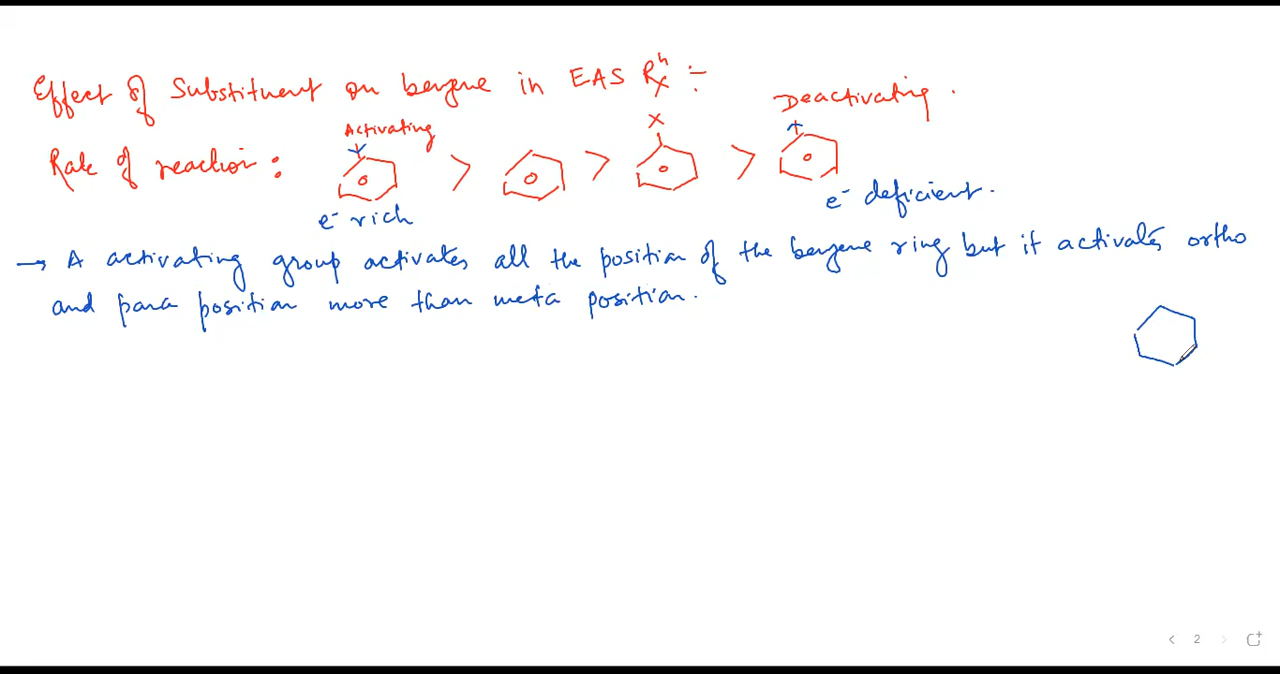 Effect of Substituent on benzene in EAS Rxn :-
Activating
X
Deactivating .
Rate of reaction :
>
>
>
e- rich
e- deficient .
→ A activating group activates all the position of the benzene ring but it activates ortho
and para position more than meta position .
< 2 >